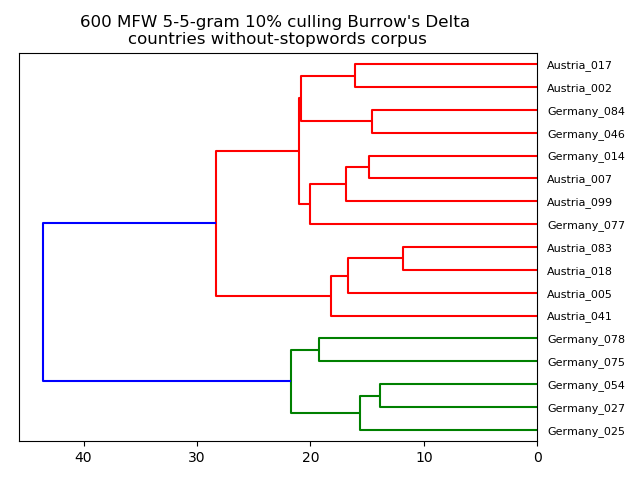 600 MFW 5-5-gram 10% culling Burrow's Delta
countries without-stopwords corpus
Austria_017
Austria_002
Germany_084
Germany_046
Germany_014
Austria_007
Austria_099
Germany_077
Austria_083
Austria_018
Austria_005
Austria_041
Germany_078
Germany_075
Germany_054
Germany_027
Germany_025
40 30 20 10 0